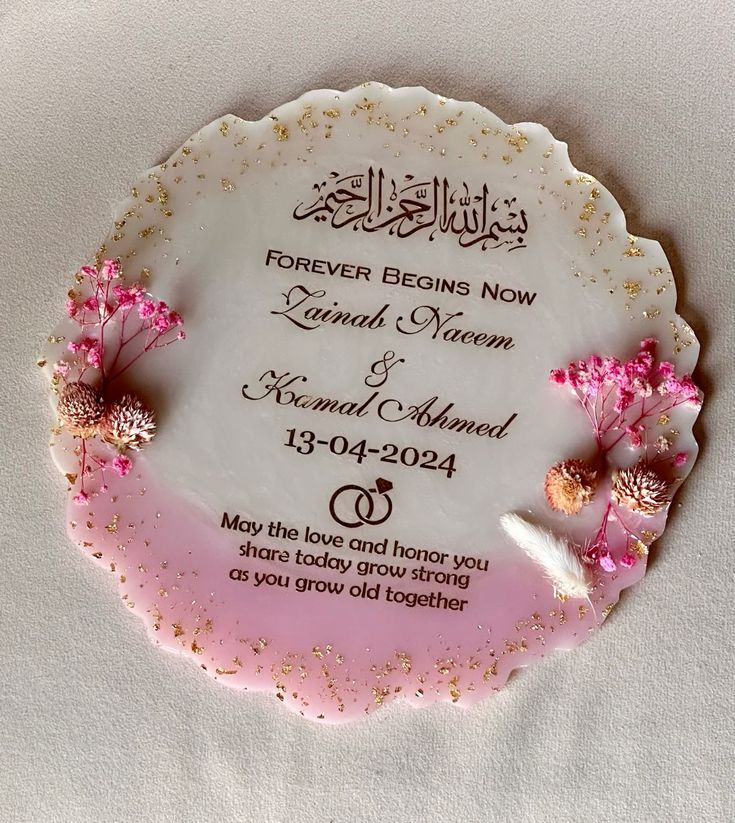 بسم الله الرحمن الرحيم
FOREVER BEGINS NOW
Zainab Naeem
&
Kamal Ahmed
13-04-2024
May the love and honor you
share today grow strong
as you grow old together